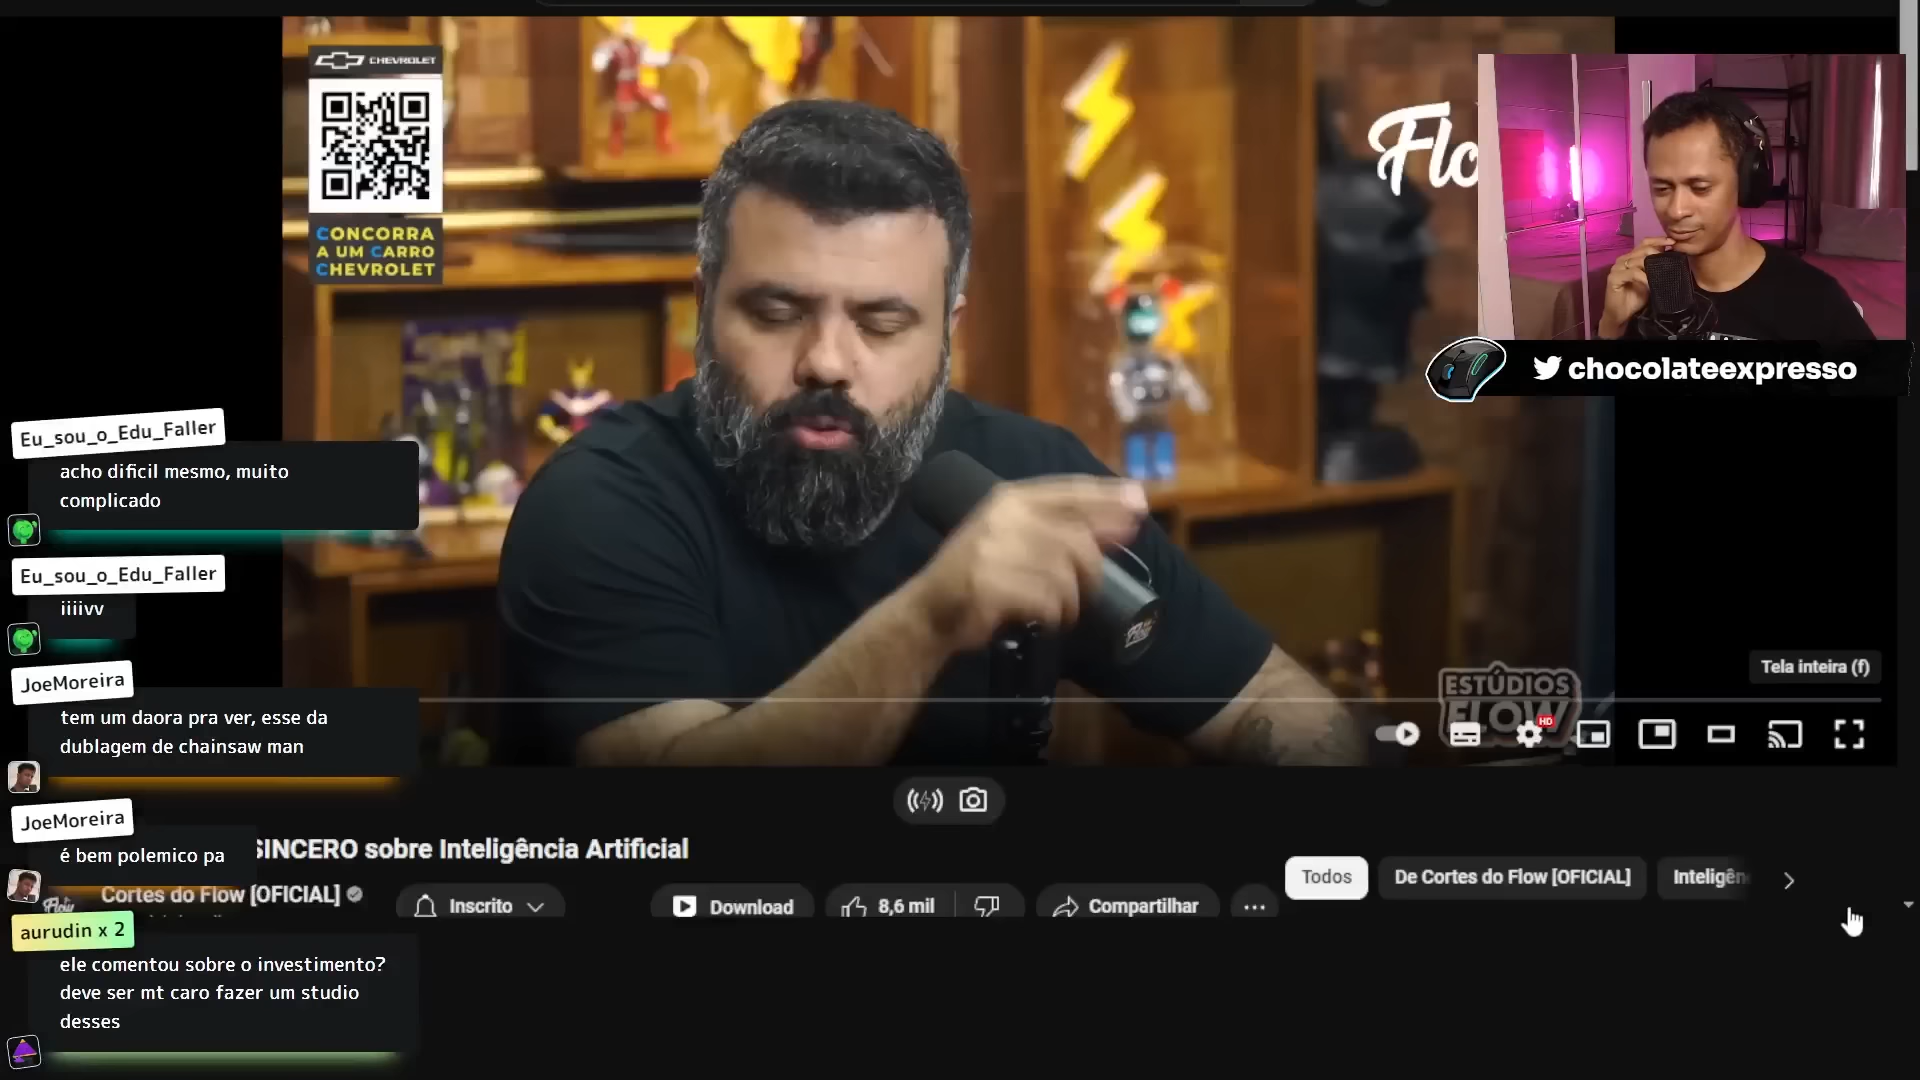 CHEVROLET
CONCORRA
A UM CARRO
CHEVROLET
Flo
chocolateexpresso
Eu_sou_o_Edu_Faller
acho dificil mesmo, muito
complicado
Eu_sou_o_Edu_Faller
iiiivv
JoeMoreira
tem um daora pra ver, esse da
dublagem de chainsaw man
JoeMoreira
é bem polemico pa
aurudin x 2
ele comentou sobre o investimento?
deve ser mt caro fazer um studio
desses
Flow
ESTÚDIOS
FLOW
Tela inteira (f)
HD
SINCERO sobre Inteligência Artificial
Flow
Cortes do Flow [OFICIAL]
Inscrito
Download
8,6 mil
Compartilhar
Todos
De Cortes do Flow [OFICIAL]
Inteligên